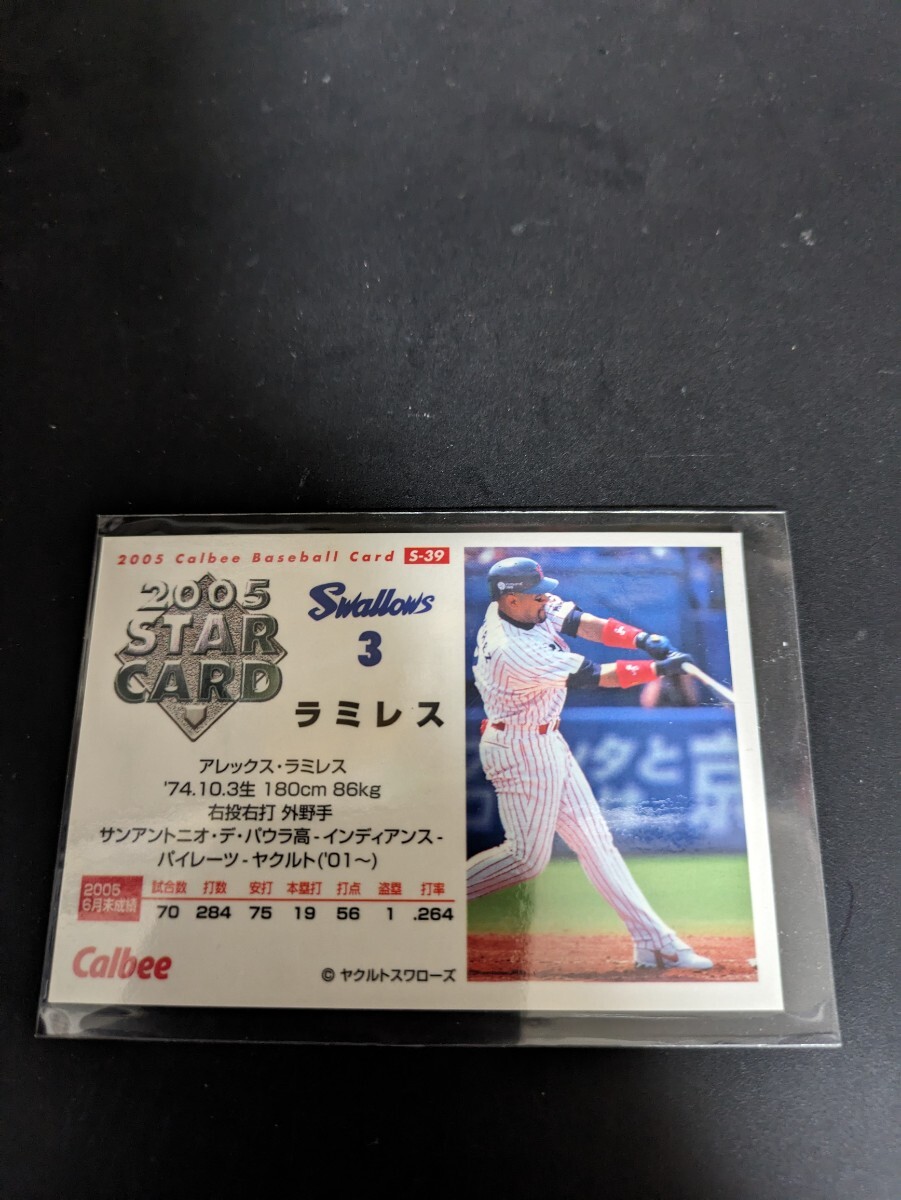 2005 Calbee Baseball Card S-39
2005
STAR
CARD
Swallows
3
ラミレス
アレックス・ラミレス
'74.10.3生 180cm 86kg
右投右打 外野手
サンアントニオ・デ・パウラ高-インディアンス-
パイレーツ-ヤクルト('01~)
2005
6月末成績
試合数 打数 安打 本塁打 打点 盗塁 打率
70 284 75 19 56 1 .264
Calbee
© ヤクルトスワローズ